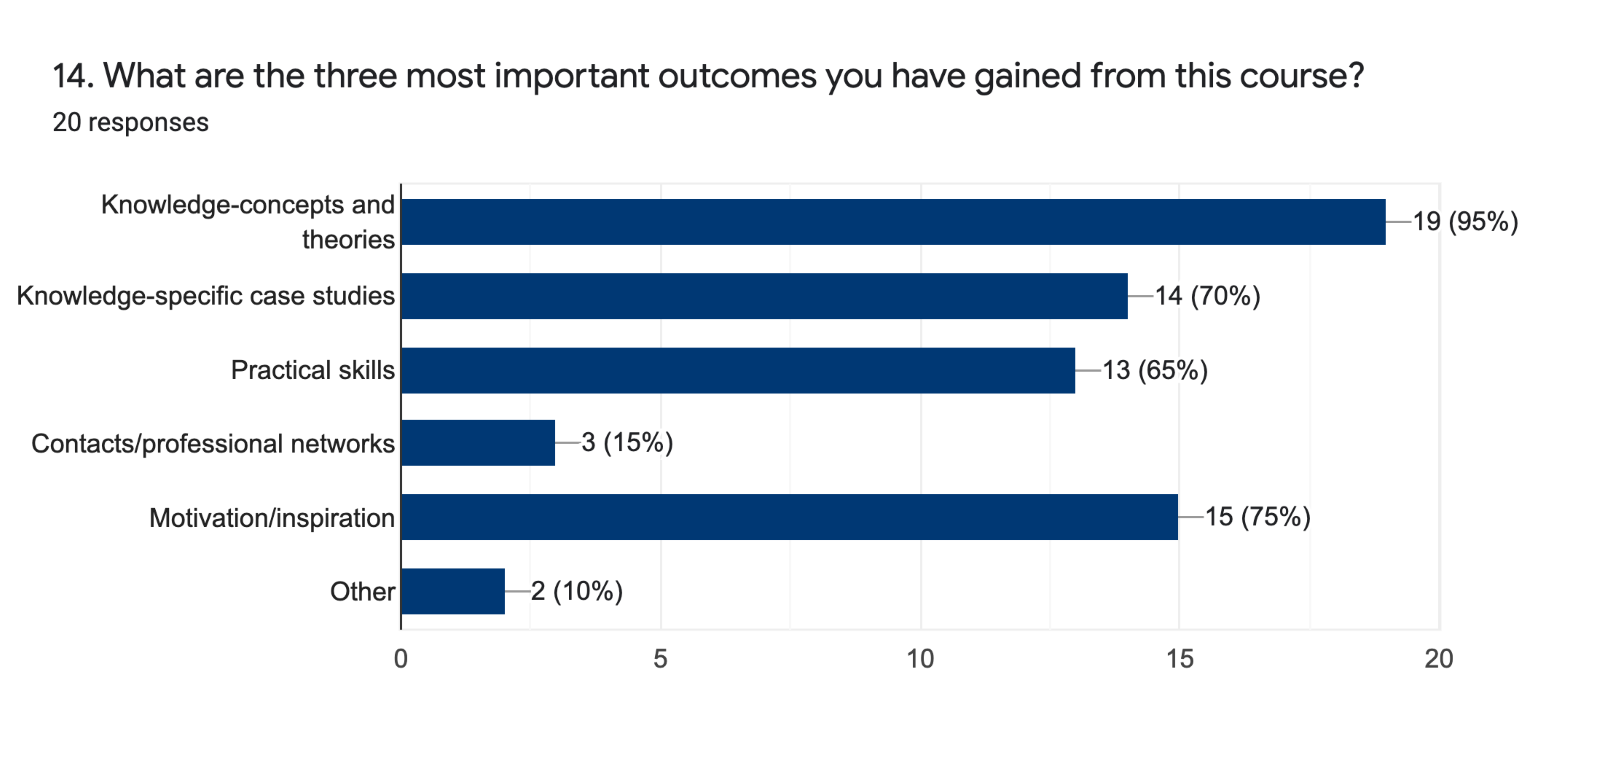 14. What are the three most important outcomes you have gained from this course?
20 responses
Knowledge-concepts and
theories
19 (95%)
Knowledge-specific case studies
14 (70%)
Practical skills
13 (65%)
Contacts/professional networks
3 (15%)
Motivation/inspiration
15 (75%)
Other
2 (10%)
0 5 10 15 20